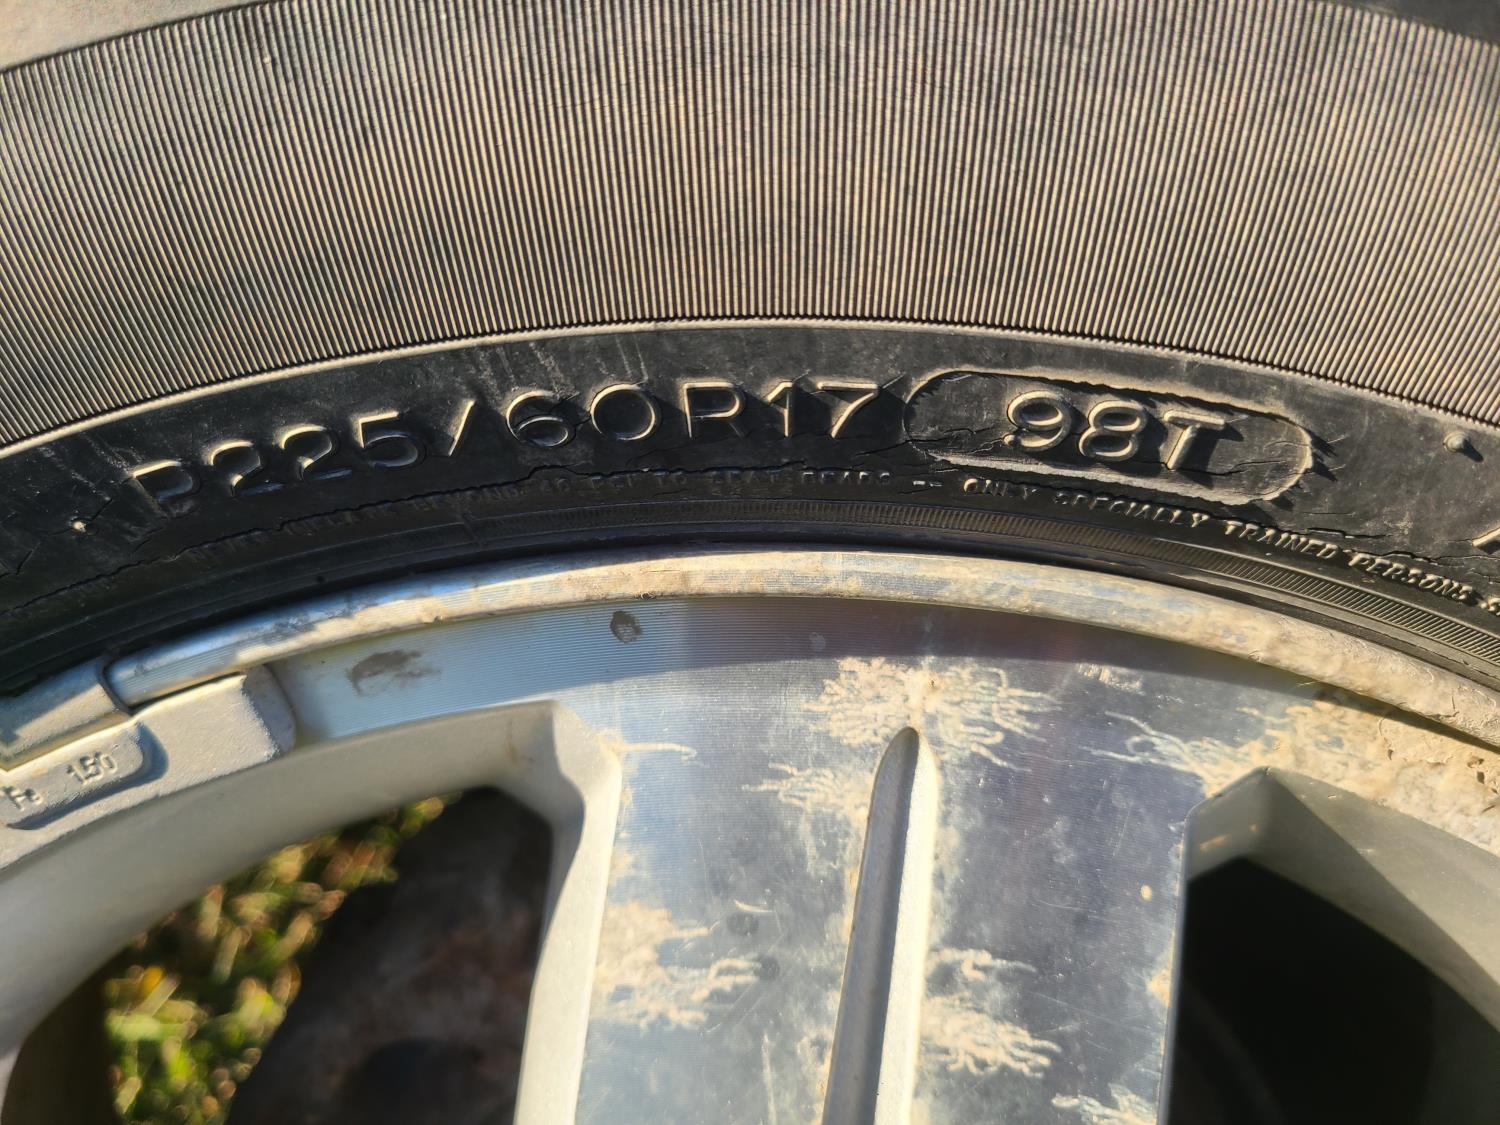 P225/60R17 98T
NEVER INFLATE BEYOND 40 PSI TO SEAT BEADS -- ONLY SPECIALLY TRAINED PERSONS
150